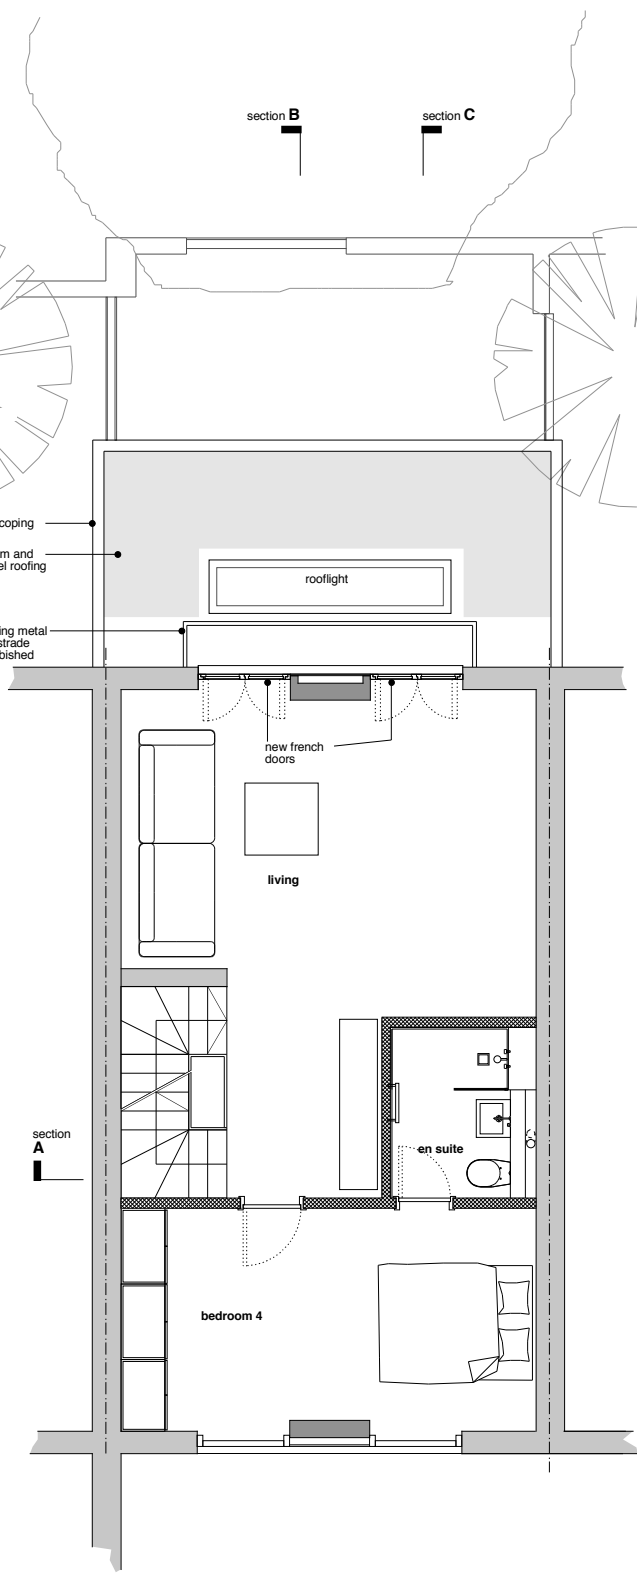 section B
section C
coping
m and
el roofing
rooflight
ing metal
strade
bished
new french
doors
living
section
A
en suite
bedroom 4